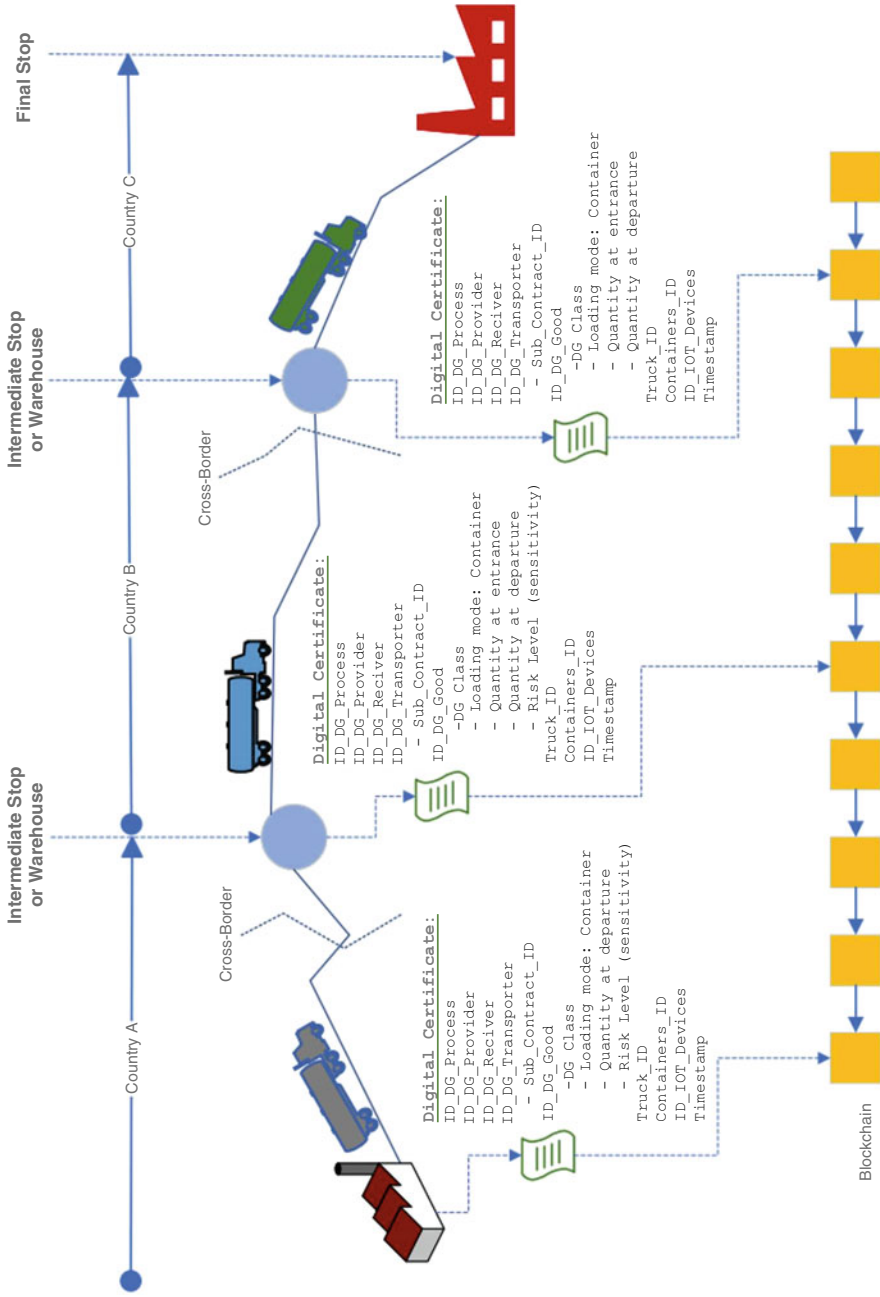 Intermediate Stop
or Warehouse
Intermediate Stop
or Warehouse
Final Stop
Country A
Country B
Country C
Cross-Border
Cross-Border
Digital Certificate:
ID_DG_Process
ID_DG_Provider
ID_DG_Reciver
ID_DG_Transporter
- Sub_Contract_ID
ID_DG_Good
-DG Class
- Loading mode: Container
- Quantity at departure
- Risk Level (sensitivity)
Truck_ID
Containers_ID
ID_IOT_Devices
Timestamp
Digital Certificate:
ID_DG_Process
ID_DG_Provider
ID_DG_Reciver
ID_DG_Transporter
- Sub_Contract_ID
ID_DG_Good
-DG Class
- Loading mode: Container
- Quantity at entrance
- Quantity at departure
- Risk Level (sensitivity)
Truck_ID
Containers_ID
ID_IOT_Devices
Timestamp
Digital Certificate:
ID_DG_Process
ID_DG_Provider
ID_DG_Reciver
ID_DG_Transporter
- Sub_Contract_ID
ID_DG_Good
-DG Class
- Loading mode: Container
- Quantity at entrance
- Quantity at departure
Truck_ID
Containers_ID
ID_IOT_Devices
Timestamp
Blockchain